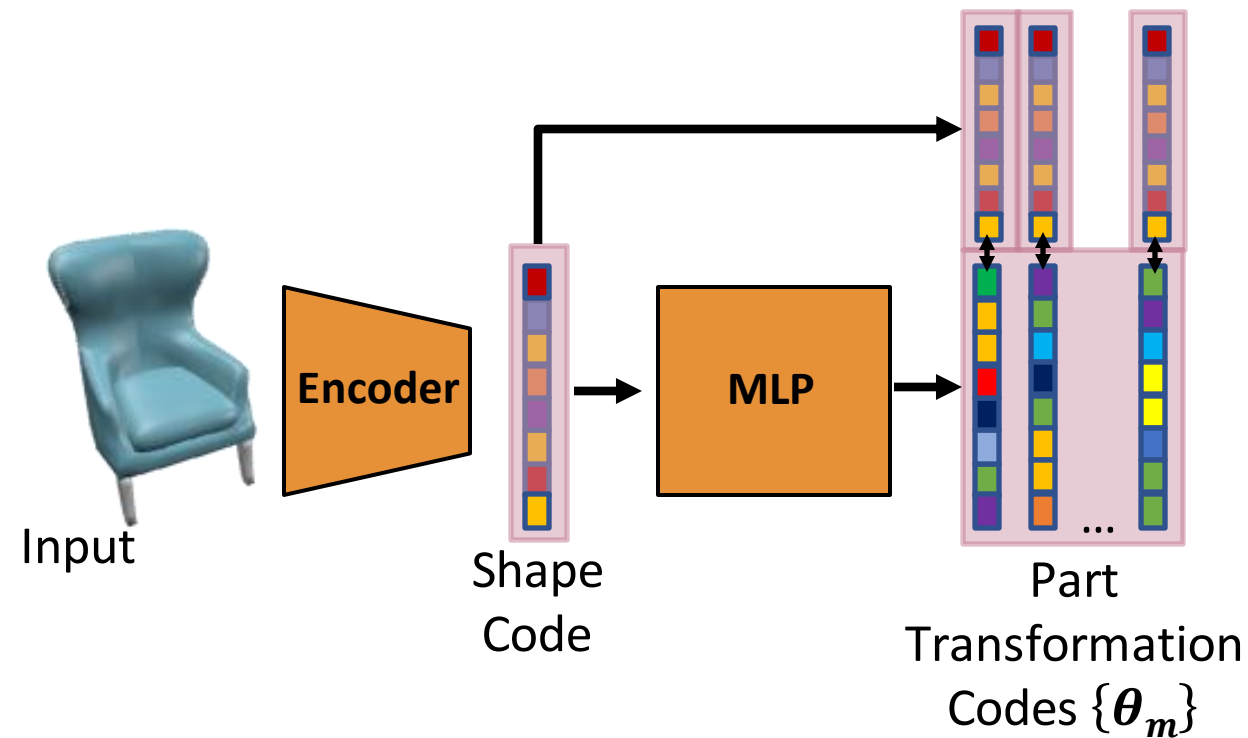 Encoder
MLP
Input
Shape
Code
...
Part
Transformation
Codes {θₘ}